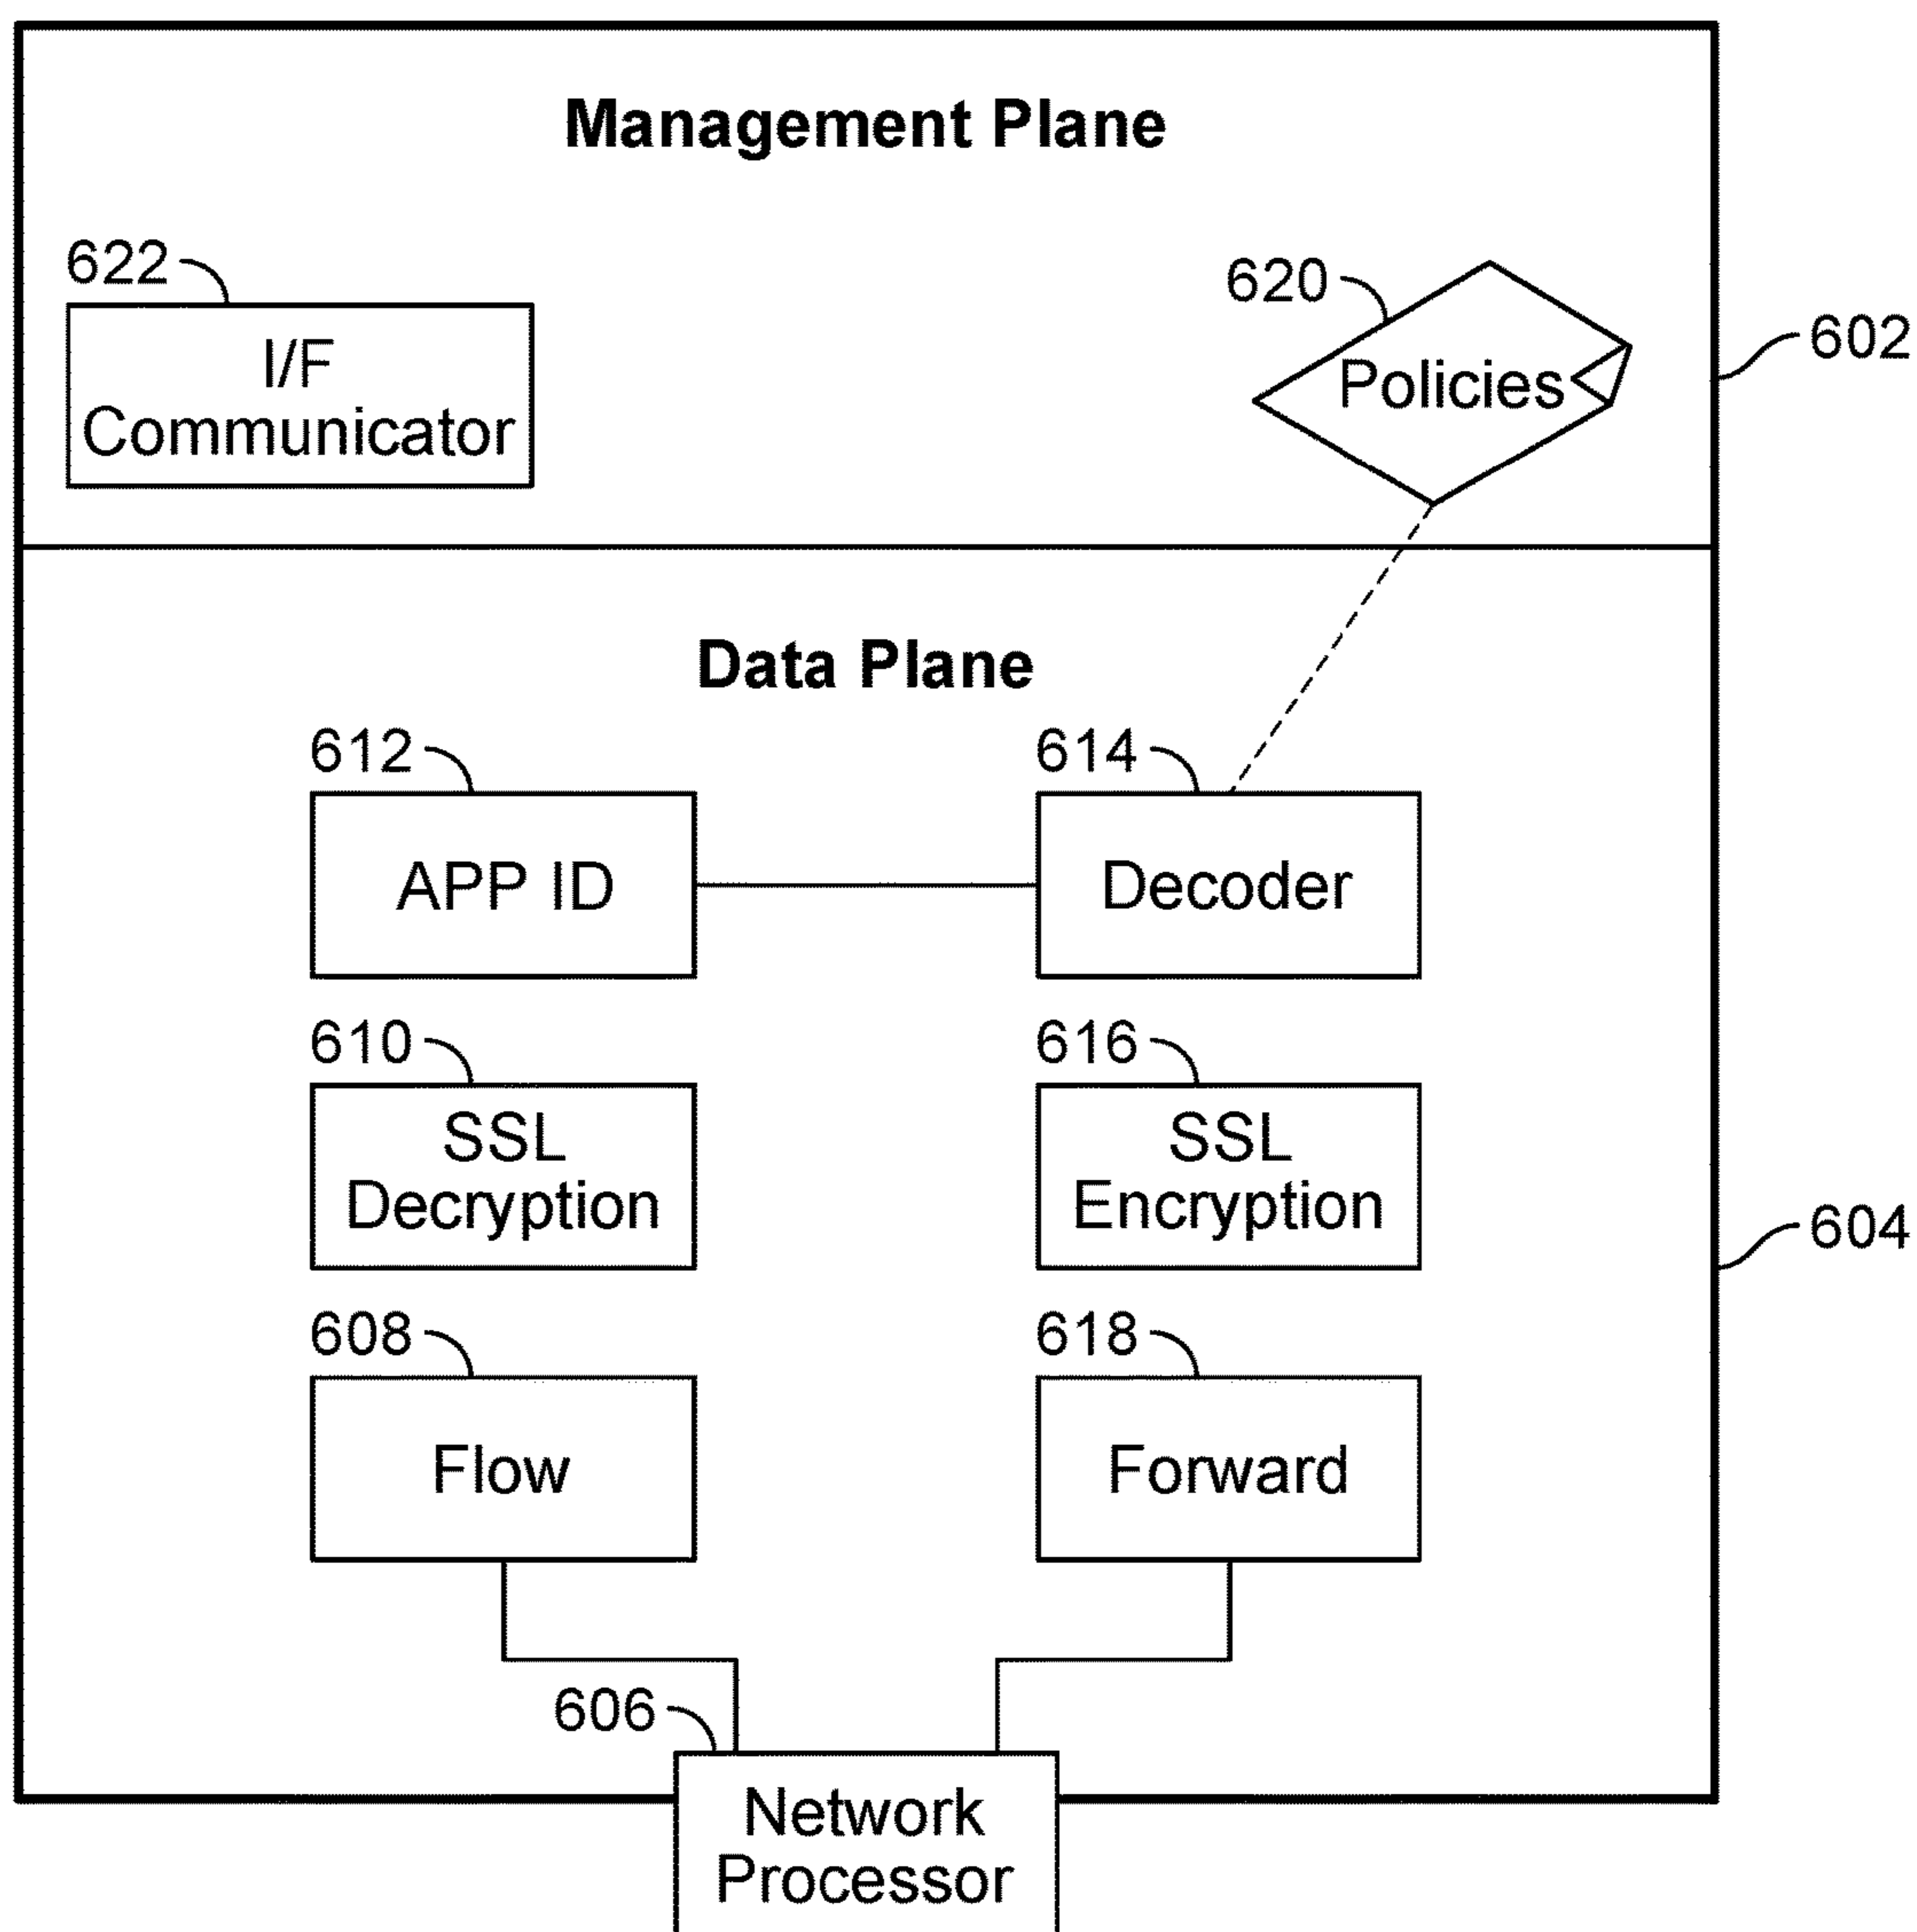 Management Plane
622
620
I/F
Communicator
Policies
602
Data Plane
612
614
APP ID
Decoder
610
616
SSL
Decryption
SSL
Encryption
604
608
618
Flow
Forward
606
Network
Processor